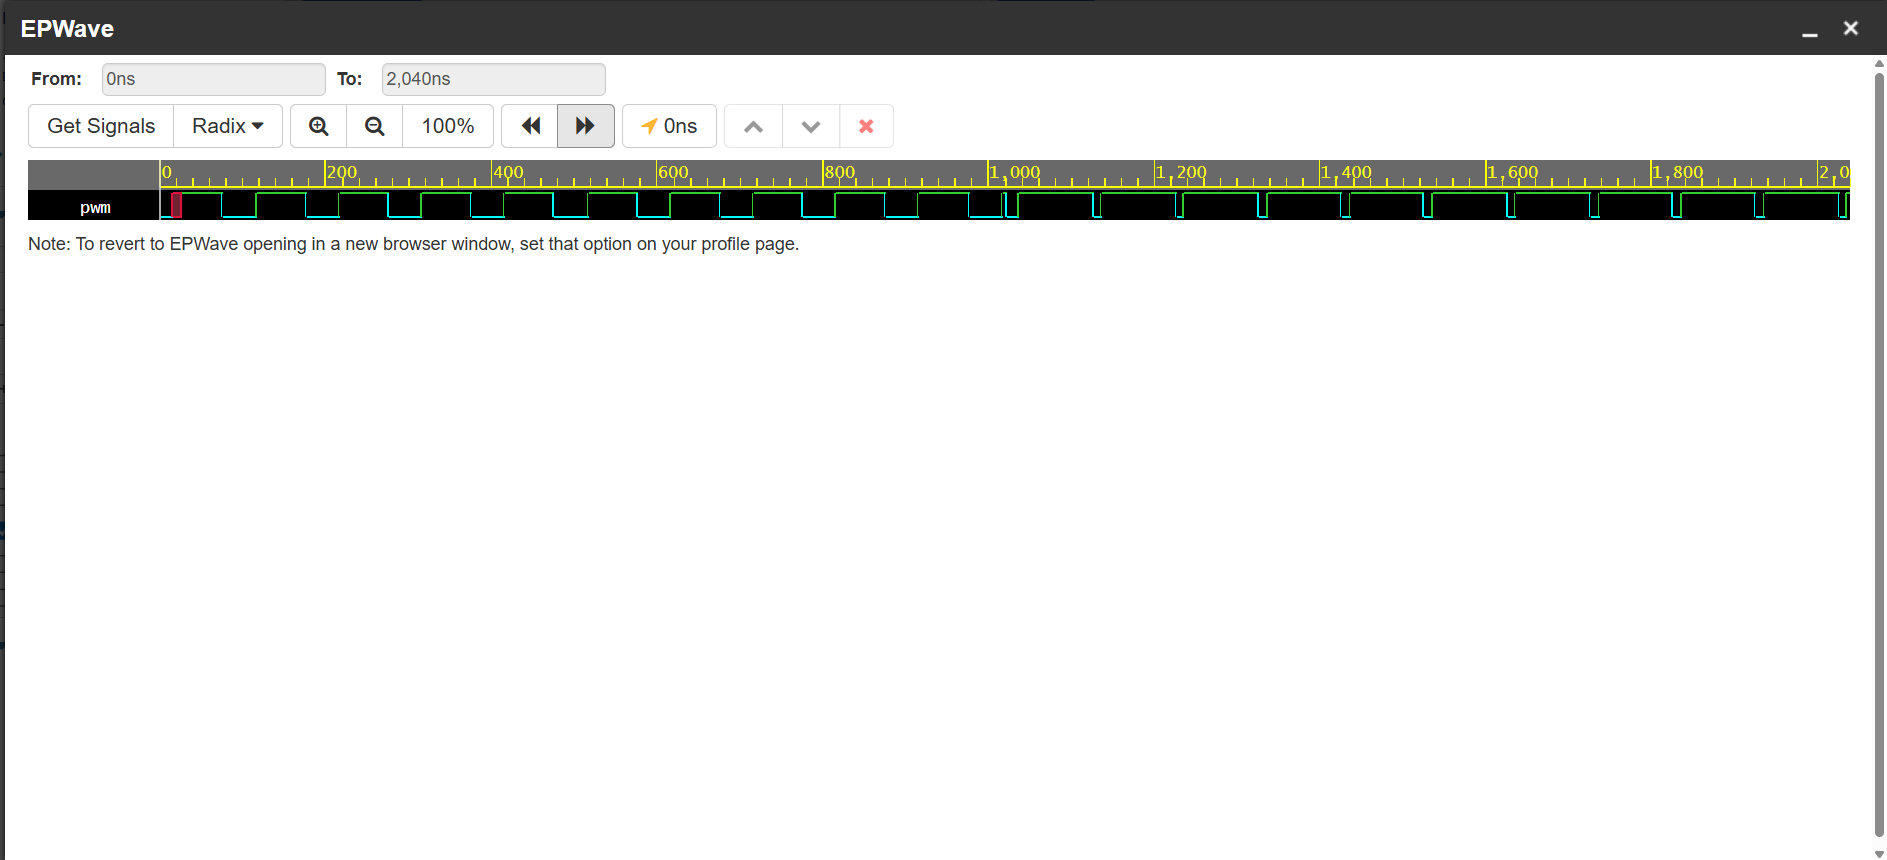 EPWave
From: 0ns To: 2,040ns
Get Signals Radix 100% 0ns
0 200 400 600 800 1,000 1,200 1,400 1,600 1,800 2,0
pwm
Note: To revert to EPWave opening in a new browser window, set that option on your profile page.